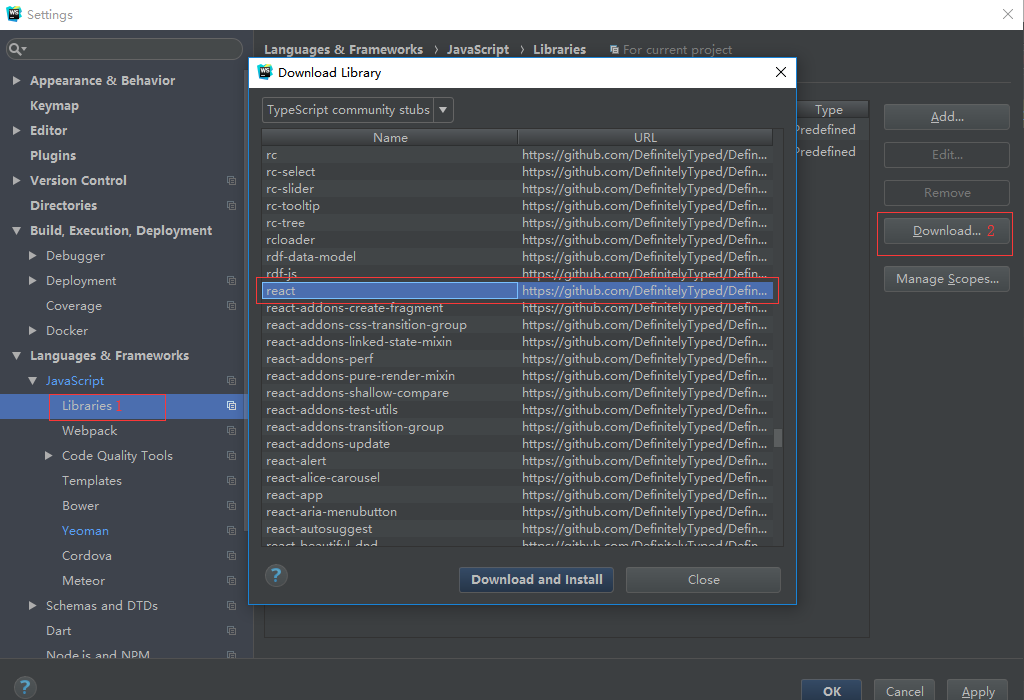 Settings
Languages & Frameworks › JavaScript › Libraries For current project
Appearance & Behavior
Keymap
Editor
Plugins
Version Control
Directories
Build, Execution, Deployment
Debugger
Deployment
Coverage
Docker
Languages & Frameworks
JavaScript
Libraries 1
Webpack
Code Quality Tools
Templates
Bower
Yeoman
Cordova
Meteor
Schemas and DTDs
Dart
Node.js and NPM
Download Library
TypeScript community stubs
Name URL
rc https://github.com/DefinitelyTyped/Defin...
rc-select https://github.com/DefinitelyTyped/Defin...
rc-slider https://github.com/DefinitelyTyped/Defin...
rc-tooltip https://github.com/DefinitelyTyped/Defin...
rc-tree https://github.com/DefinitelyTyped/Defin...
rcloader https://github.com/DefinitelyTyped/Defin...
rdf-data-model https://github.com/DefinitelyTyped/Defin...
rdf-js https://github.com/DefinitelyTyped/Defin...
react https://github.com/DefinitelyTyped/Defin...
react-addons-create-fragment https://github.com/DefinitelyTyped/Defin...
react-addons-css-transition-group https://github.com/DefinitelyTyped/Defin...
react-addons-linked-state-mixin https://github.com/DefinitelyTyped/Defin...
react-addons-perf https://github.com/DefinitelyTyped/Defin...
react-addons-pure-render-mixin https://github.com/DefinitelyTyped/Defin...
react-addons-shallow-compare https://github.com/DefinitelyTyped/Defin...
react-addons-test-utils https://github.com/DefinitelyTyped/Defin...
react-addons-transition-group https://github.com/DefinitelyTyped/Defin...
react-addons-update https://github.com/DefinitelyTyped/Defin...
react-alert https://github.com/DefinitelyTyped/Defin...
react-alice-carousel https://github.com/DefinitelyTyped/Defin...
react-app https://github.com/DefinitelyTyped/Defin...
react-aria-menubutton https://github.com/DefinitelyTyped/Defin...
react-autosuggest https://github.com/DefinitelyTyped/Defin...
react-beautiful-dnd https://github.com/DefinitelyTyped/Defin...
? Download and Install Close
Type
Predefined
Predefined
Add...
Edit...
Remove
Download... 2
Manage Scopes...
? OK Cancel Apply